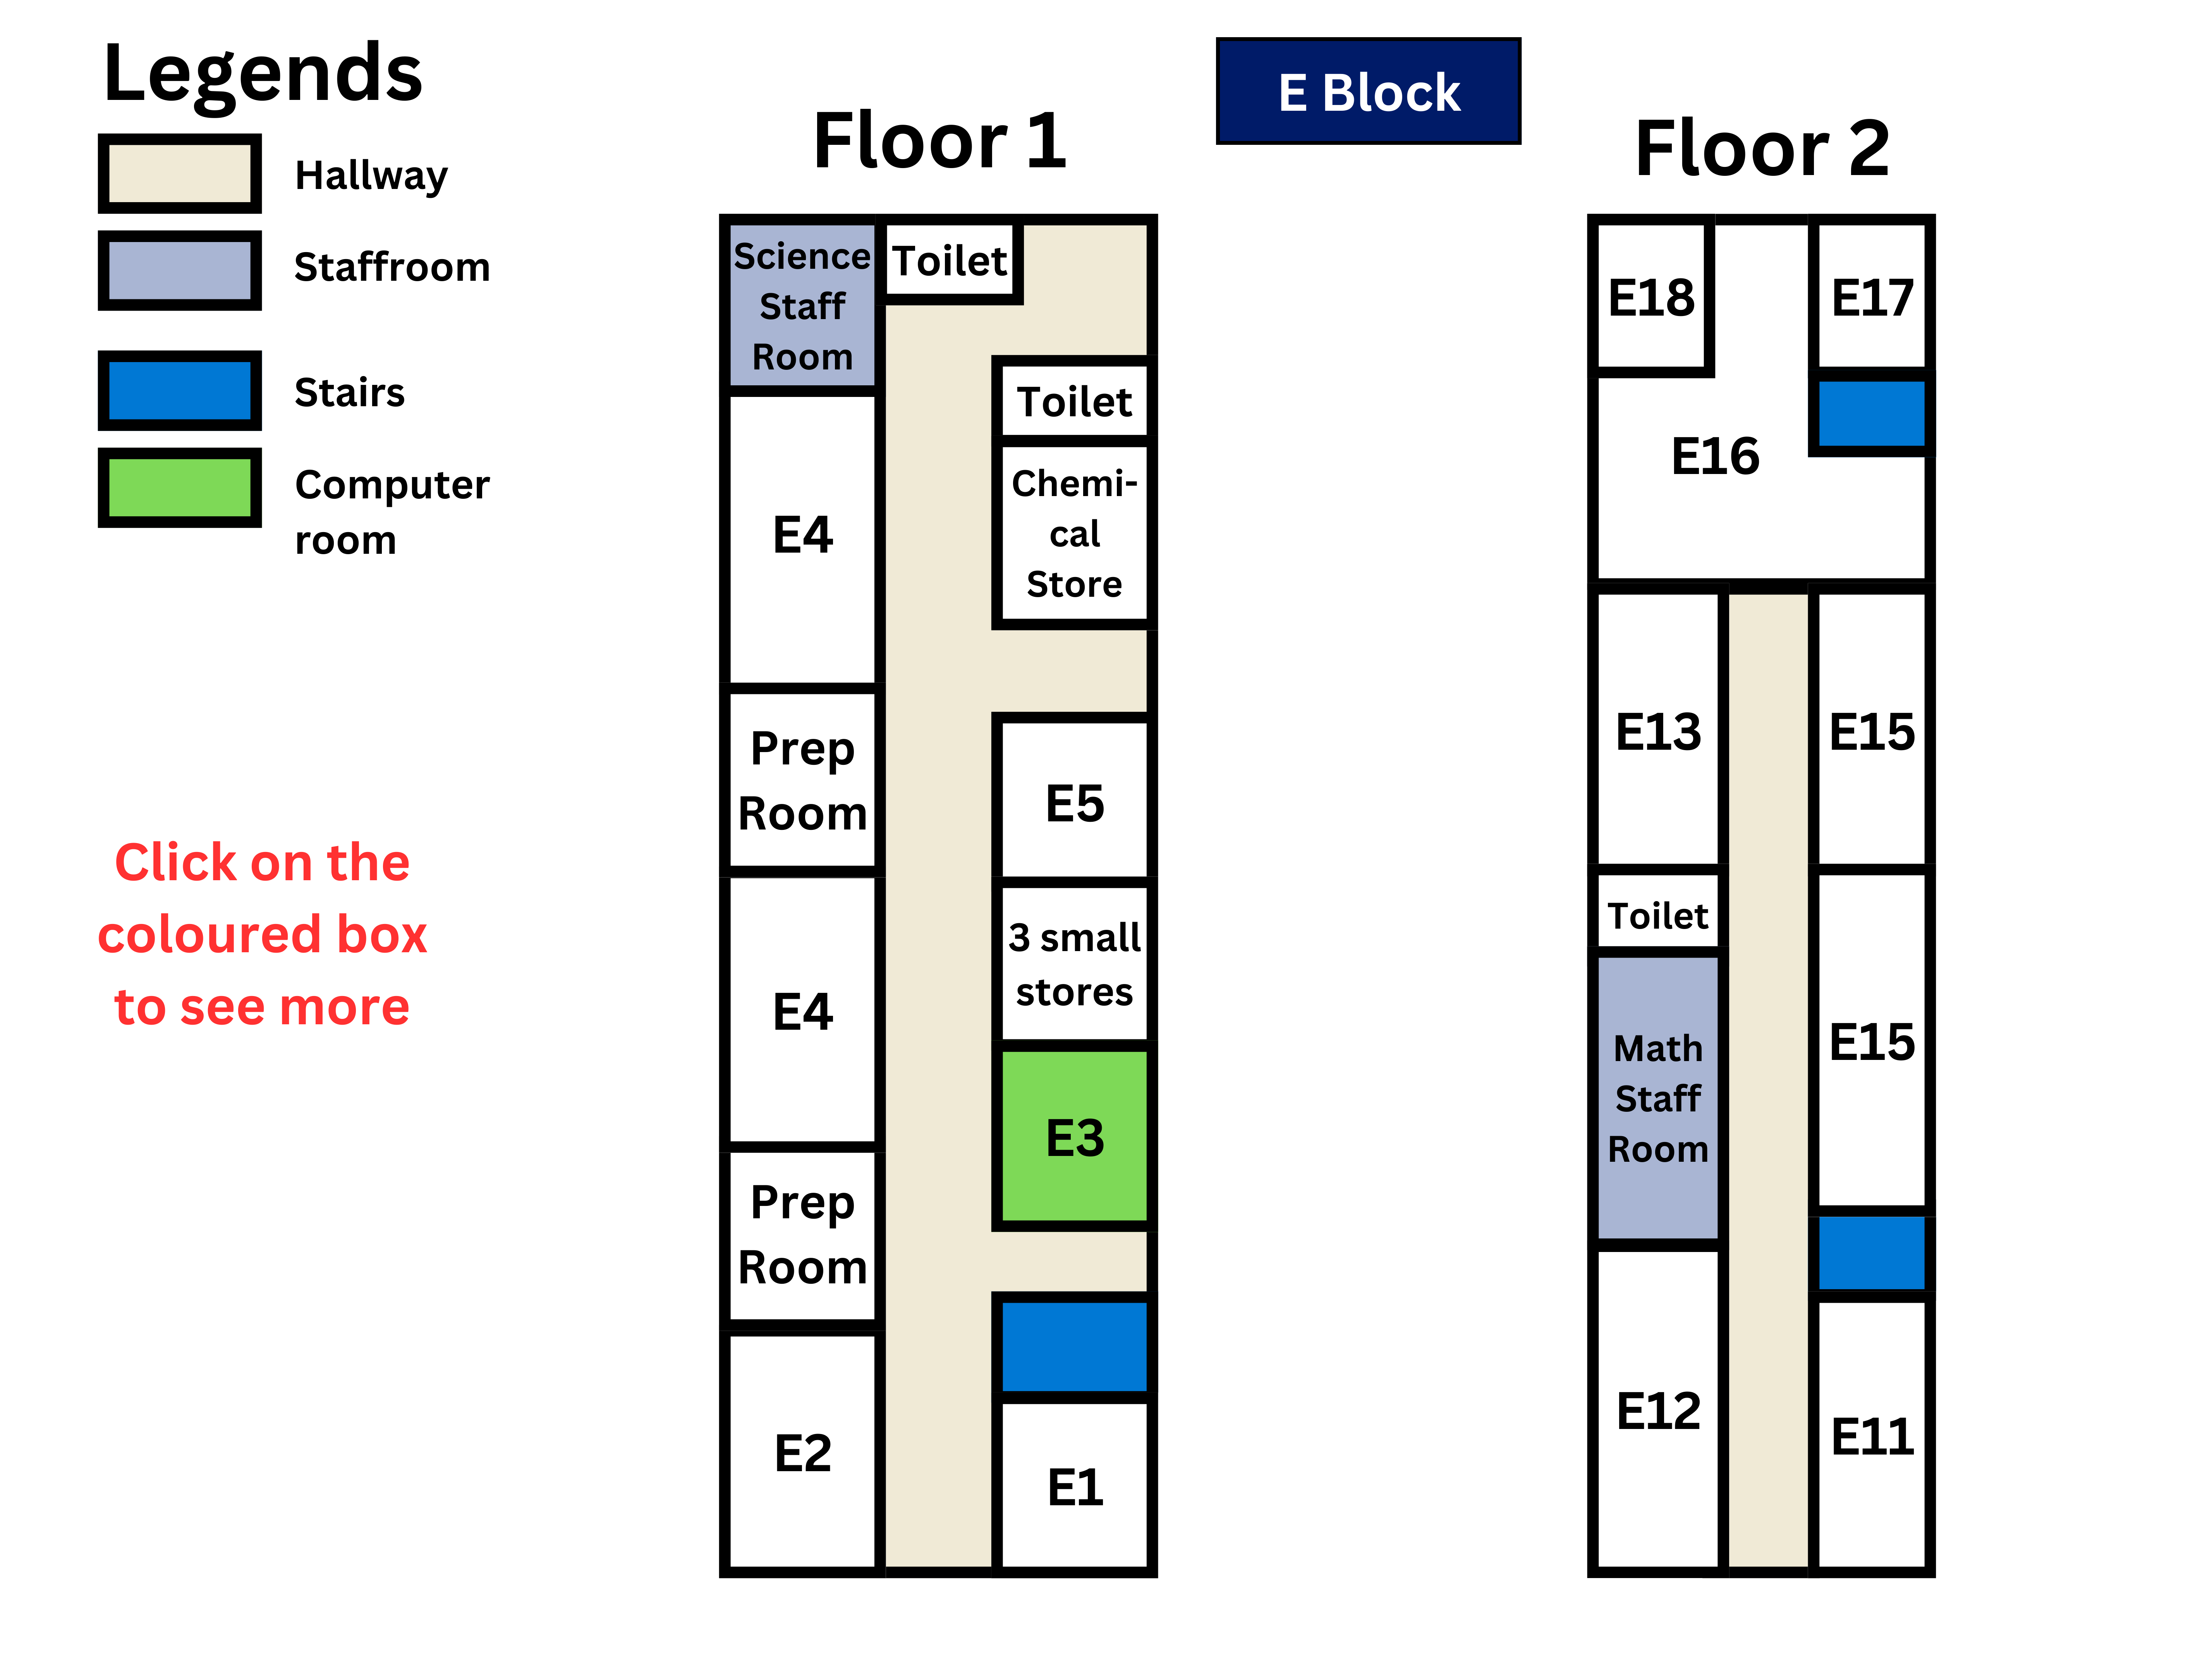 Legends
Hallway
Staffroom
Stairs
Computer
room
Click on the
coloured box
to see more
E Block
Floor 1
Science
Staff
Room
Toilet
Toilet
Chemi-
cal
Store
E4
Prep
Room
E5
E4
3 small
stores
E3
Prep
Room
E2
E1
Floor 2
E18
E17
E16
E13
E15
Toilet
Math
Staff
Room
E15
E12
E11